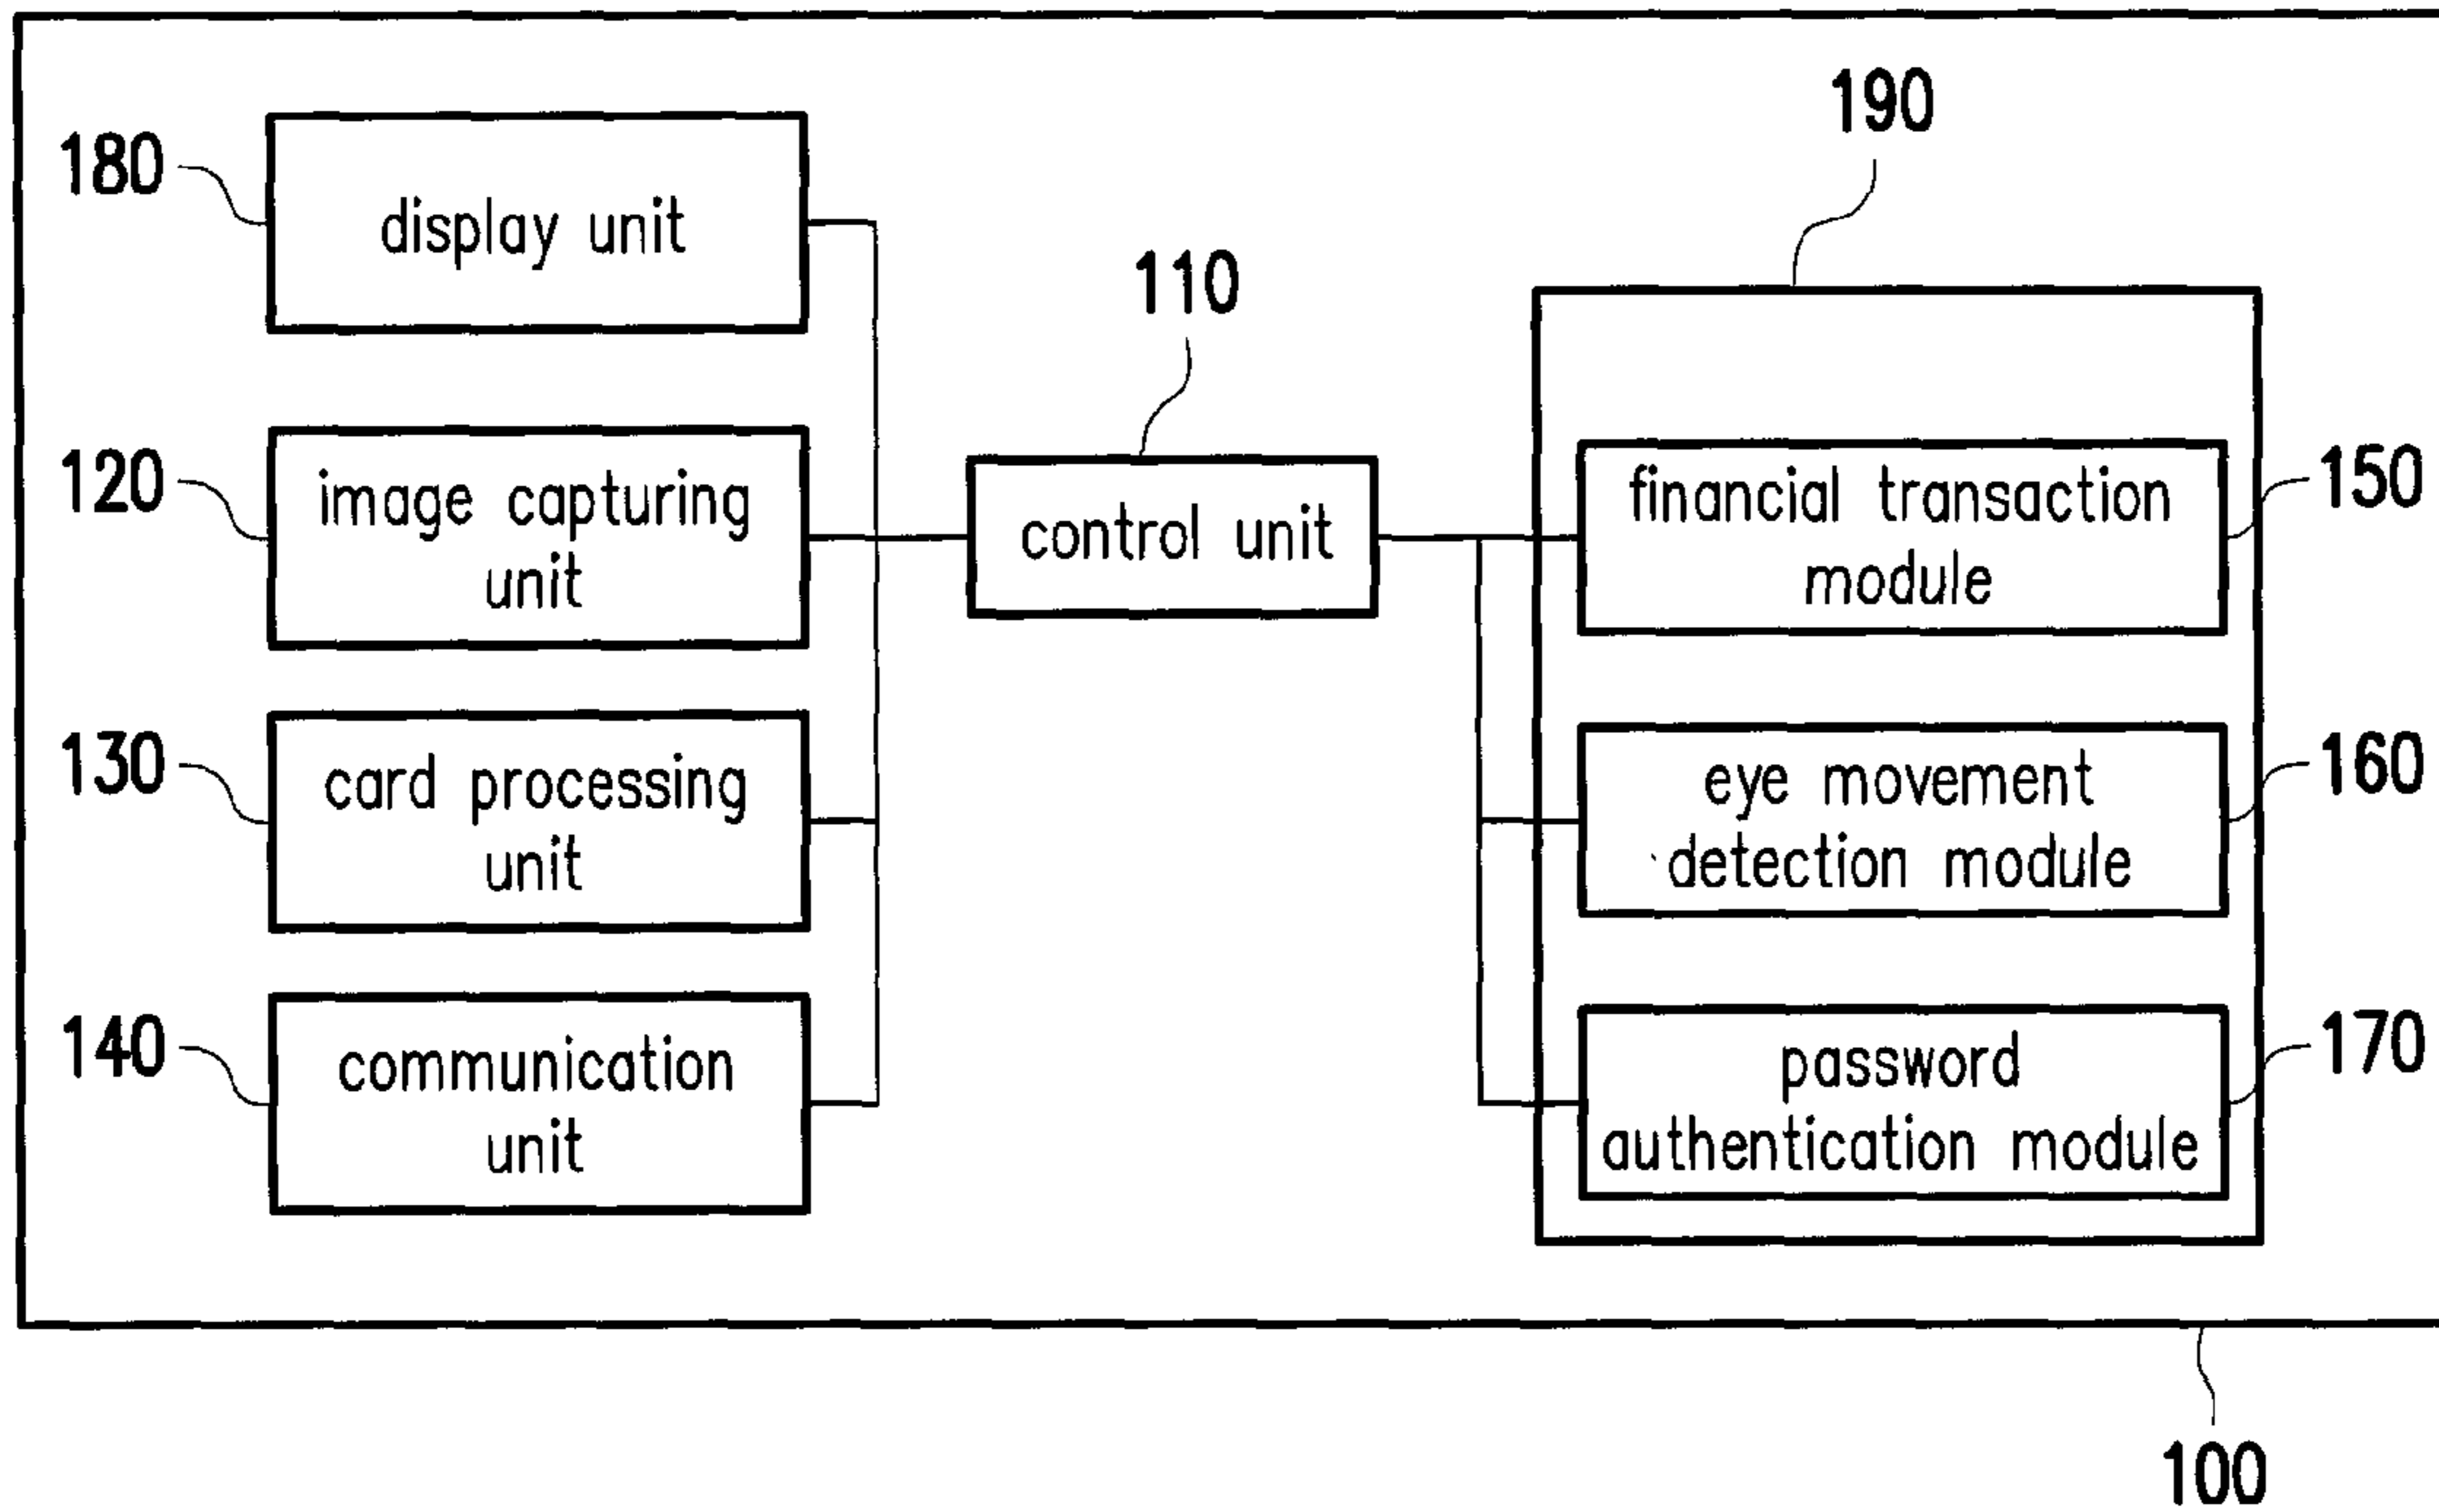 190
180
display unit
110
120
image capturing
unit
control unit
financial transaction
module
150
130
card processing
unit
eye movement
detection module
160
140
communication
unit
password
authentication module
170
100